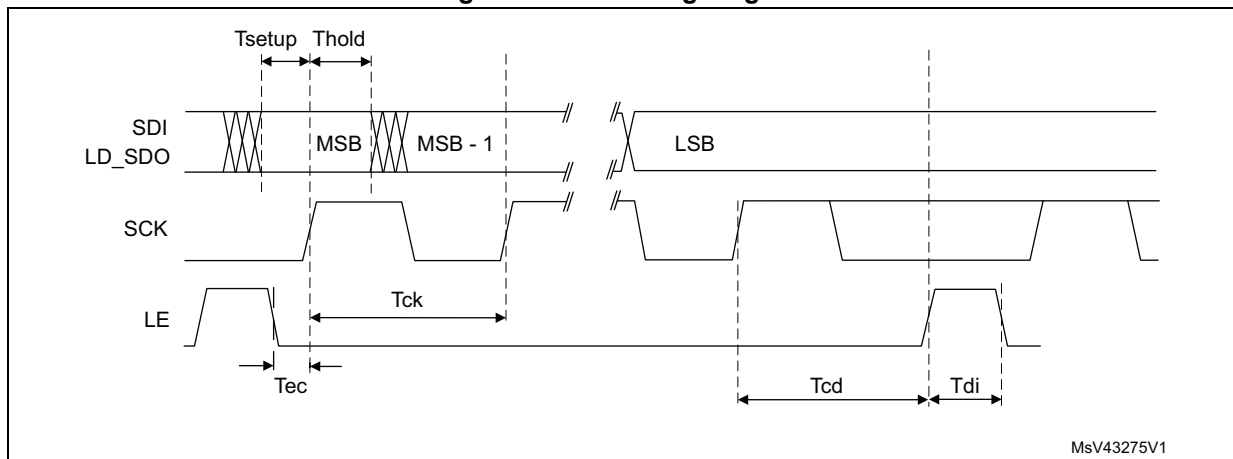 Tsetup Thold
SDI
LD_SDO
MSB MSB - 1 LSB
SCK
Tck
LE
Tec
Tcd Tdi
MsV43275V1